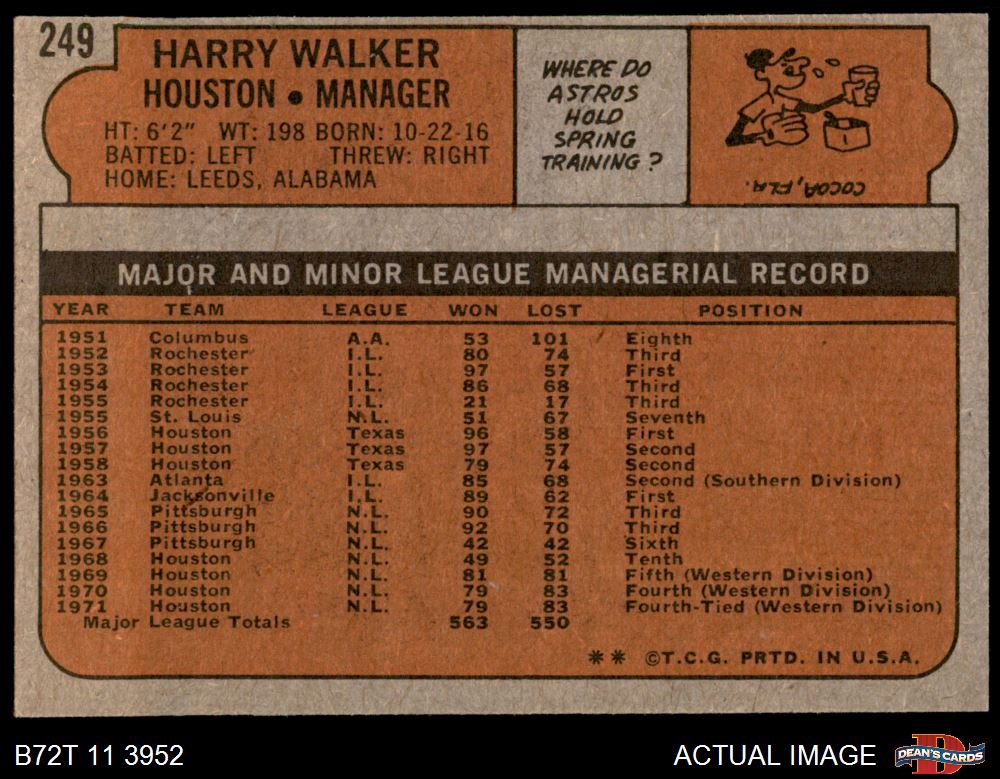 249
HARRY WALKER
HOUSTON • MANAGER
HT: 6'2" WT: 198 BORN: 10-22-16
BATTED: LEFT THREW: RIGHT
HOME: LEEDS, ALABAMA
WHERE DO
ASTROS
HOLD
SPRING
TRAINING?
COCOA, FLA.
MAJOR AND MINOR LEAGUE MANAGERIAL RECORD
YEAR TEAM LEAGUE WON LOST POSITION
1951 Columbus A.A. 53 101 Eighth
1952 Rochester I.L. 80 74 Third
1953 Rochester I.L. 97 57 First
1954 Rochester I.L. 86 68 Third
1955 Rochester I.L. 21 17 Third
1955 St. Louis N.L. 51 67 Seventh
1956 Houston Texas 96 58 First
1957 Houston Texas 97 57 Second
1958 Houston Texas 79 74 Second
1963 Atlanta I.L. 85 68 Second (Southern Division)
1964 Jacksonville I.L. 89 62 First
1965 Pittsburgh N.L. 90 72 Third
1966 Pittsburgh N.L. 92 70 Third
1967 Pittsburgh N.L. 42 42 Sixth
1968 Houston N.L. 49 52 Tenth
1969 Houston N.L. 81 81 Fifth (Western Division)
1970 Houston N.L. 79 83 Fourth (Western Division)
1971 Houston N.L. 79 83 Fourth-Tied (Western Division)
Major League Totals 563 550
** ©T.C.G. PRTD. IN U.S.A.
B72T 11 3952
ACTUAL IMAGE
D
DEAN'S CARDS